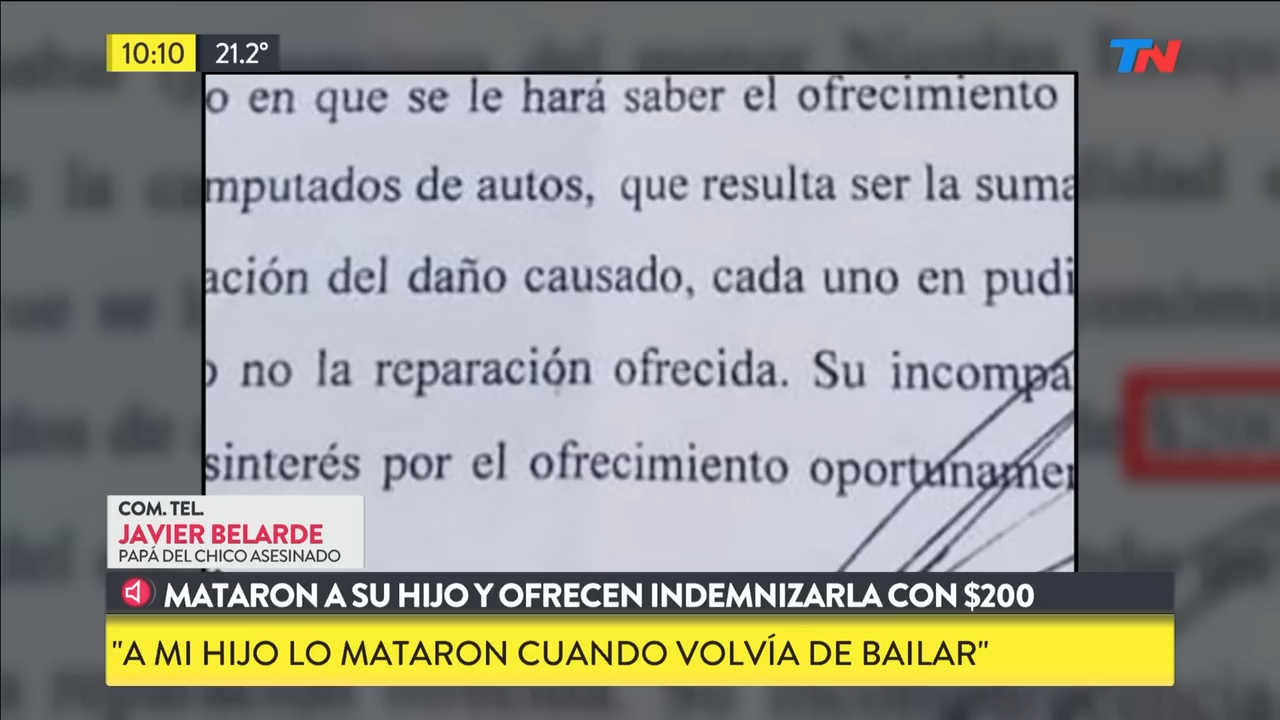 10:10 21.2°
TN
o en que se le hará saber el ofrecimiento
mputados de autos, que resulta ser la suma
ación del daño causado, cada uno en pudi
o no la reparación ofrecida. Su incompa
sinterés por el ofrecimiento oportunamen
$200
COM. TEL.
JAVIER BELARDE
PAPÁ DEL CHICO ASESINADO
MATARON A SU HIJO Y OFRECEN INDEMNIZARLA CON $200
"A MI HIJO LO MATARON CUANDO VOLVÍA DE BAILAR"